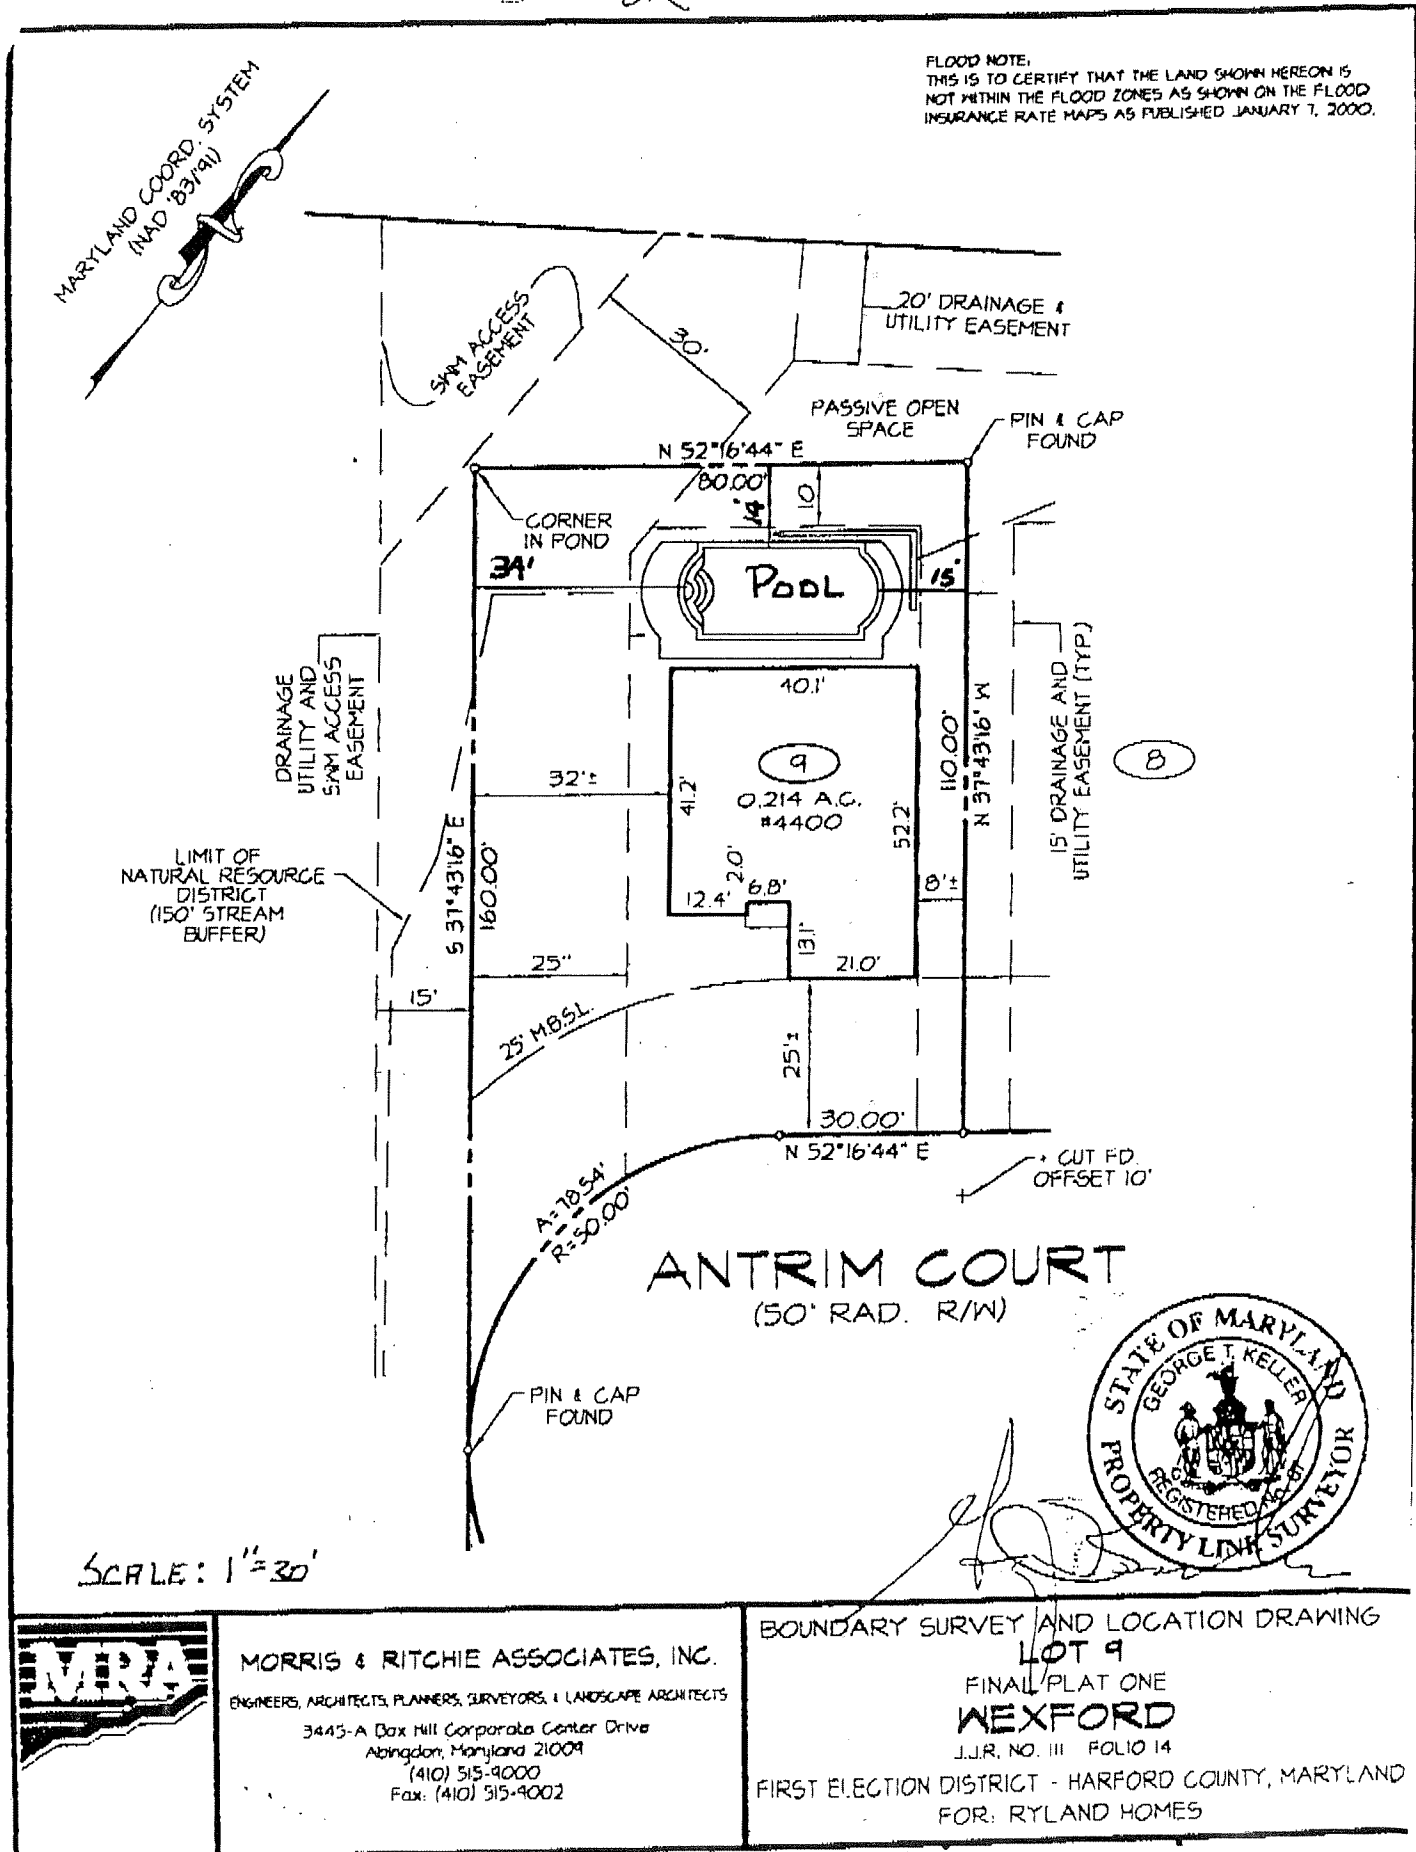 FLOOD NOTE:
THIS IS TO CERTIFY THAT THE LAND SHOWN HEREON IS
NOT WITHIN THE FLOOD ZONES AS SHOWN ON THE FLOOD
INSURANCE RATE MAPS AS PUBLISHED JANUARY 7, 2000.
MARYLAND COORD. SYSTEM
(NAD '83/'91)
SWM ACCESS
EASEMENT
30'
20' DRAINAGE &
UTILITY EASEMENT
PASSIVE OPEN
SPACE
PIN & CAP
FOUND
N 52°16'44" E
80.00'
CORNER
IN POND
14'
10
34'
POOL
15'
DRAINAGE
UTILITY AND
SWM ACCESS
EASEMENT
40.1'
15' DRAINAGE AND
UTILITY EASEMENT (TYP.)
8
32'±
41.2'
9
0.214 A.C.
#4400
52.2'
110.00'
N 37°43'16" W
LIMIT OF
NATURAL RESOURCE
DISTRICT
(150' STREAM
BUFFER)
S 37°43'16" E
160.00'
2.0'
12.4'
6.8'
8'±
13.1'
25"
21.0'
15'
25' M.B.S.L.
25'±
30.00'
N 52°16'44" E
+ CUT FD.
OFFSET 10'
A=78.54'
R=50.00'
ANTRIM COURT
(50' RAD. R/W)
PIN & CAP
FOUND
STATE OF MARYLAND
GEORGE T. KELLER
REGISTERED No.
PROPERTY LINE SURVEYOR
SCALE: 1"=30'
MRA
MORRIS & RITCHIE ASSOCIATES, INC.
ENGINEERS, ARCHITECTS, PLANNERS, SURVEYORS, & LANDSCAPE ARCHITECTS
3445-A Box Hill Corporate Center Drive
Abingdon, Maryland 21009
(410) 515-9000
Fax: (410) 515-9002
BOUNDARY SURVEY AND LOCATION DRAWING
LOT 9
FINAL PLAT ONE
WEXFORD
J.J.R. NO. 111 FOLIO 14
FIRST ELECTION DISTRICT - HARFORD COUNTY, MARYLAND
FOR: RYLAND HOMES